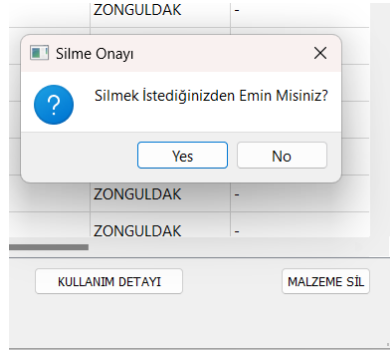 ZONGULDAK -
Silme Onayı
Silmek İstediğinizden Emin Misiniz?
Yes No
ZONGULDAK -
ZONGULDAK -
KULLANIM DETAYI MALZEME SİL